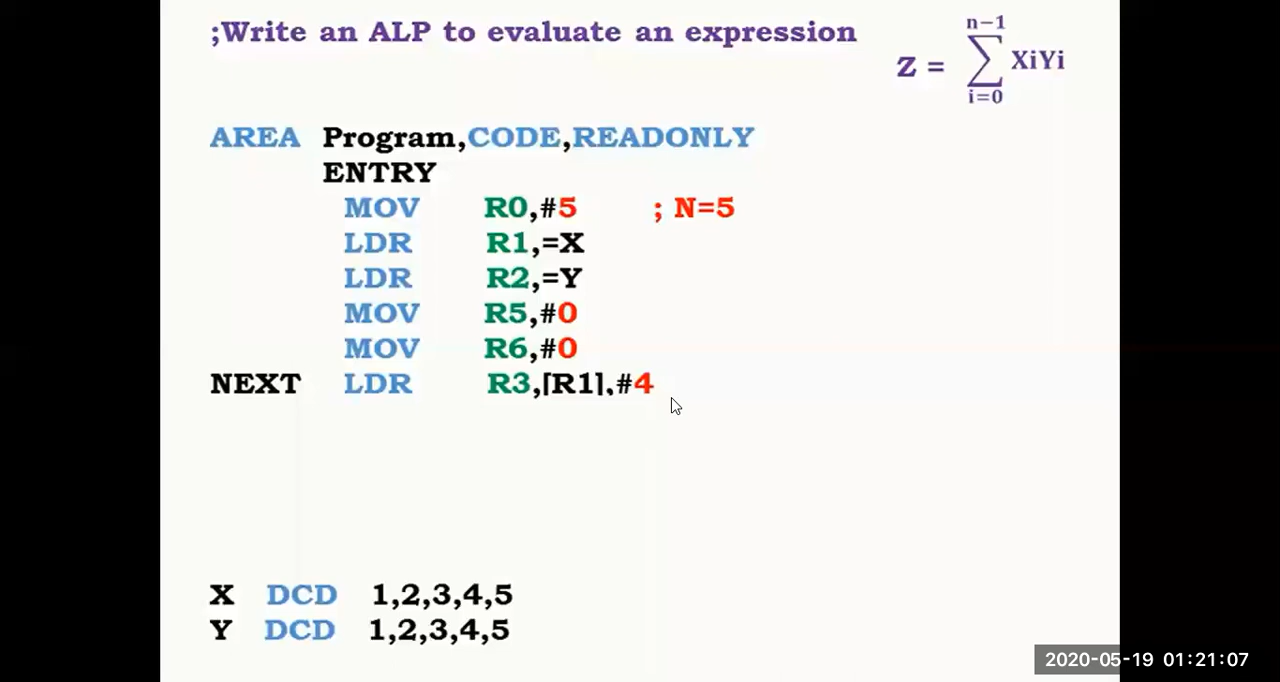 ;Write an ALP to evaluate an expression
n−1
Z = ∑ XiYi
i=0
AREA Program,CODE,READONLY
ENTRY
MOV R0,#5 ; N=5
LDR R1,=X
LDR R2,=Y
MOV R5,#0
MOV R6,#0
NEXT LDR R3,[R1],#4
X DCD 1,2,3,4,5
Y DCD 1,2,3,4,5
2020-05-19 01:21:07